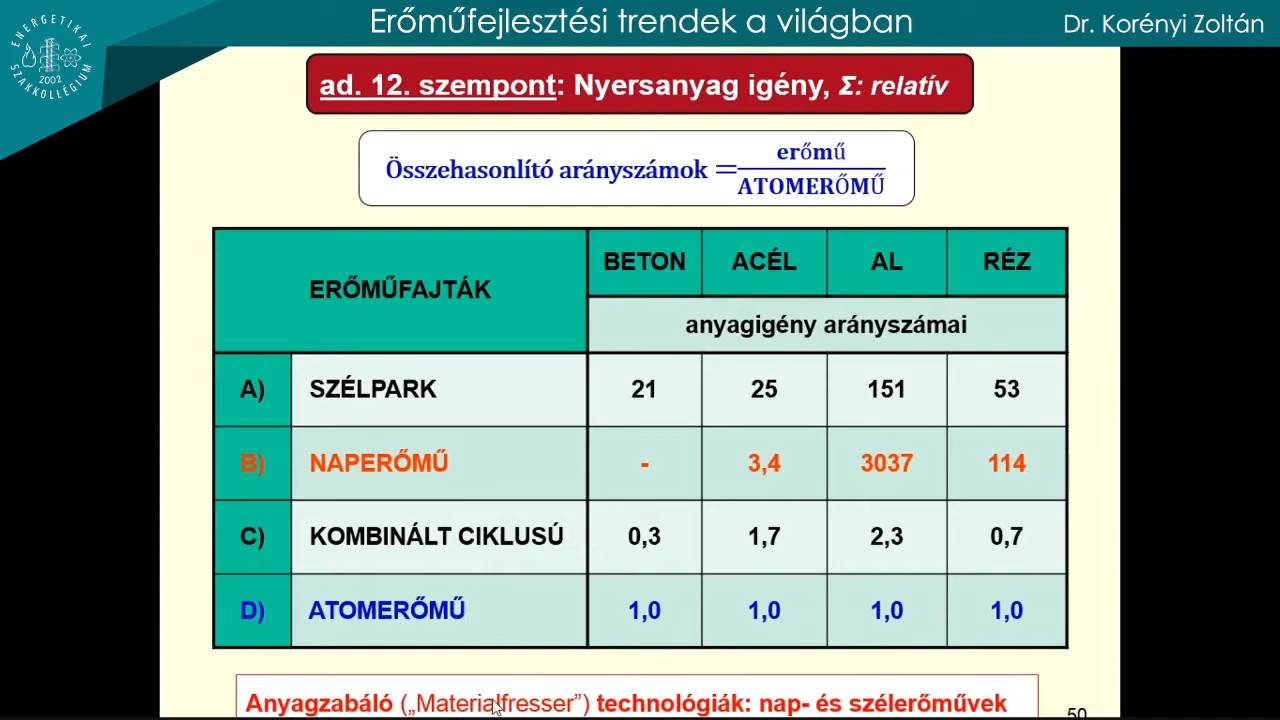 ENERGETIKAI
SZAKKOLLÉGIUM
2002
Erőműfejlesztési trendek a világban
Dr. Korényi Zoltán
ad. 12. szempont: Nyersanyag igény, Σ: relatív
Összehasonlító arányszámok = erőmű
ATOMERŐMŰ
ERŐMŰFAJTÁK
BETON ACÉL AL RÉZ
anyagigény arányszámai
A) SZÉLPARK 21 25 151 53
B) NAPERŐMŰ - 3,4 3037 114
C) KOMBINÁLT CIKLUSÚ 0,3 1,7 2,3 0,7
D) ATOMERŐMŰ 1,0 1,0 1,0 1,0
Anyagzabáló („Materialfresser”) technológiák: nap- és szélerőművek
50